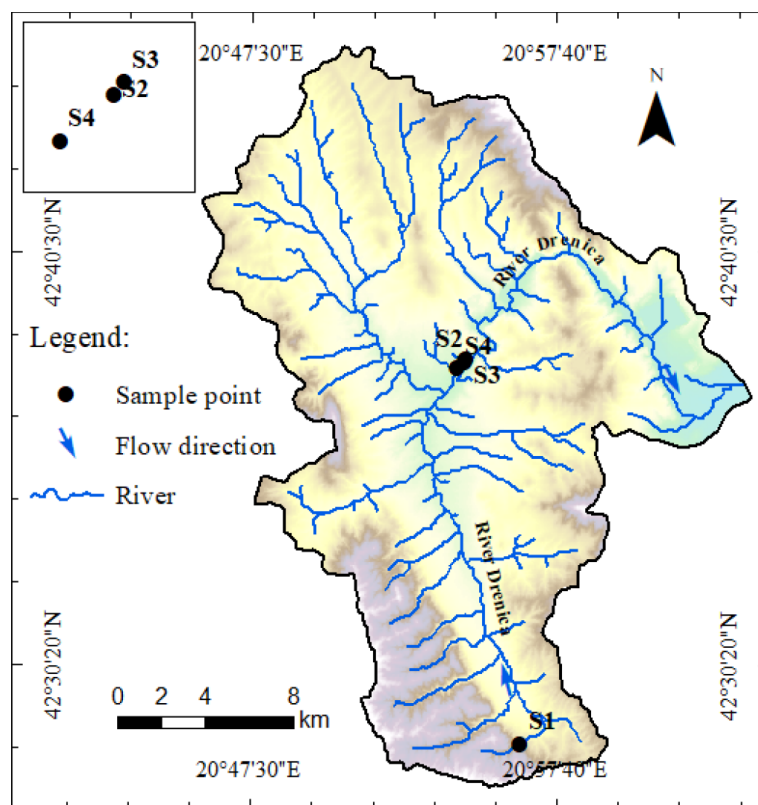 S3
S2
S4
20°47'30"E
20°57'40"E
N
42°40'30"N
42°40'30"N
River Drenica
Legend:
Sample point
Flow direction
River
S2
S4
S3
River Drenica
42°30'20"N
42°30'20"N
0 2 4 8
km
S1
20°47'30"E
20°57'40"E